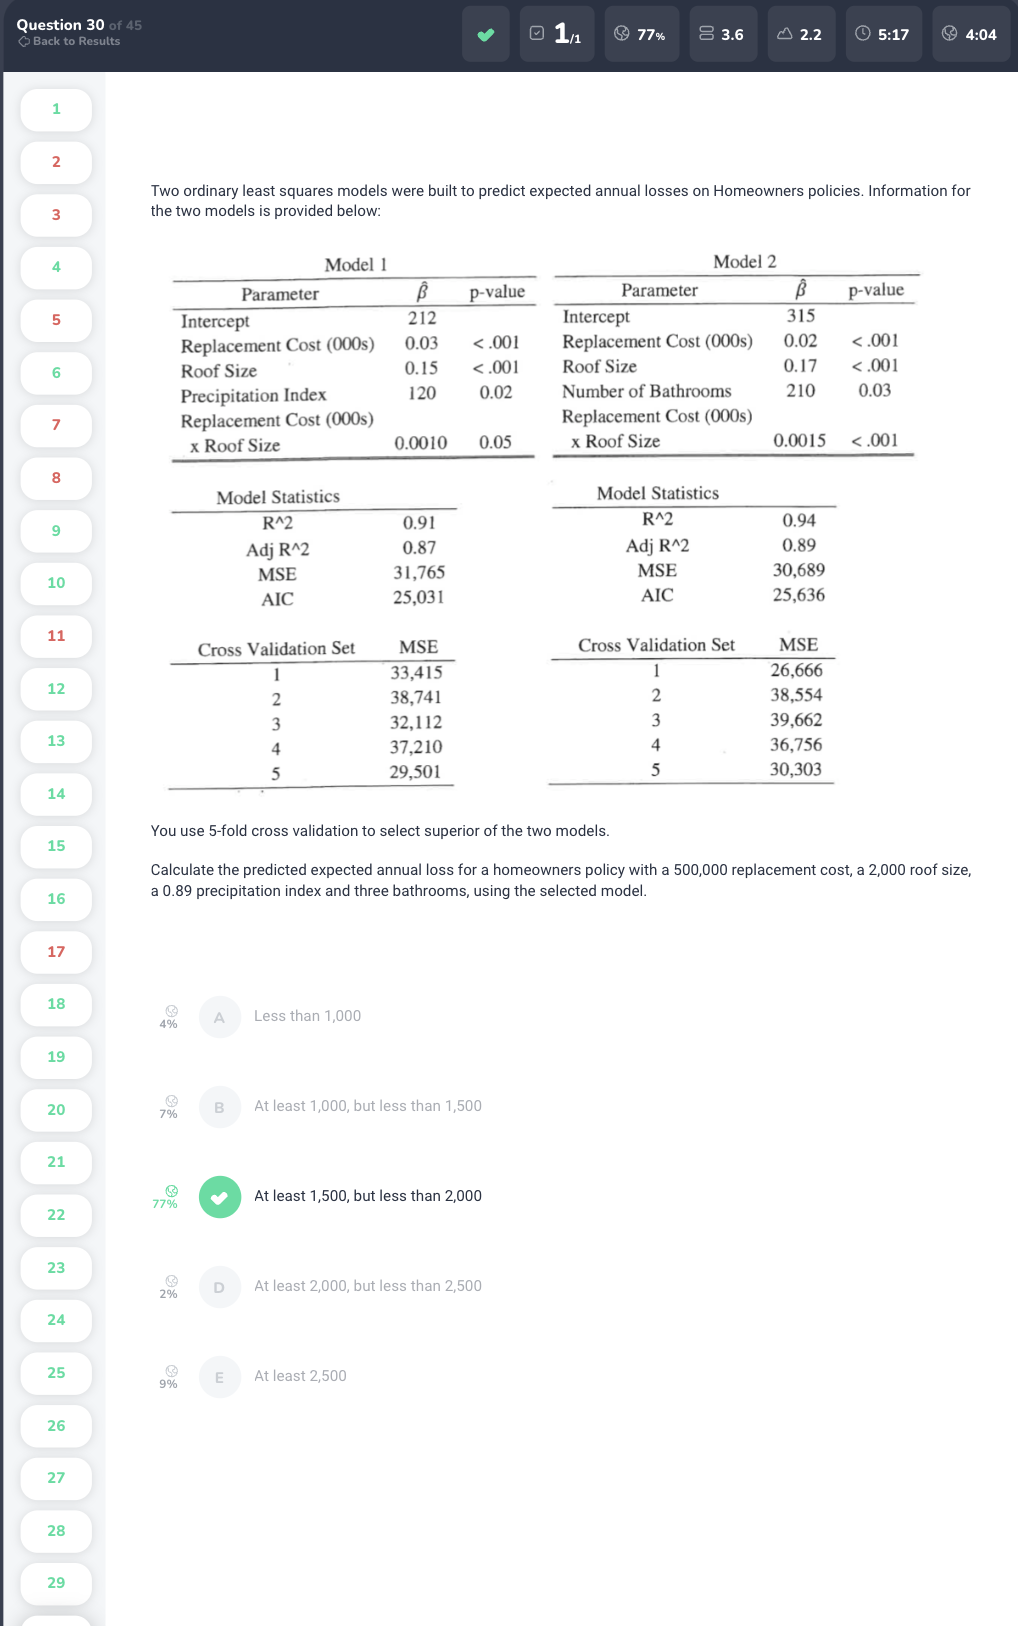 Question 30 of 45
Back to Results
1/1
77%
3.6
2.2
5:17
4:04
1
2
3
4
5
6
7
8
9
10
11
12
13
14
15
16
17
18
19
20
21
22
23
24
25
26
27
28
29
Two ordinary least squares models were built to predict expected annual losses on Homeowners policies. Information for
the two models is provided below:
Model 1
Parameter β̂ p-value
Intercept 212
Replacement Cost (000s) 0.03 < .001
Roof Size 0.15 < .001
Precipitation Index 120 0.02
Replacement Cost (000s)
x Roof Size 0.0010 0.05
Model Statistics
R^2 0.91
Adj R^2 0.87
MSE 31,765
AIC 25,031
Cross Validation Set MSE
1 33,415
2 38,741
3 32,112
4 37,210
5 29,501
Model 2
Parameter β̂ p-value
Intercept 315
Replacement Cost (000s) 0.02 < .001
Roof Size 0.17 < .001
Number of Bathrooms 210 0.03
Replacement Cost (000s)
x Roof Size 0.0015 < .001
Model Statistics
R^2 0.94
Adj R^2 0.89
MSE 30,689
AIC 25,636
Cross Validation Set MSE
1 26,666
2 38,554
3 39,662
4 36,756
5 30,303
You use 5-fold cross validation to select superior of the two models.
Calculate the predicted expected annual loss for a homeowners policy with a 500,000 replacement cost, a 2,000 roof size,
a 0.89 precipitation index and three bathrooms, using the selected model.
4% A Less than 1,000
7% B At least 1,000, but less than 1,500
77% At least 1,500, but less than 2,000
2% D At least 2,000, but less than 2,500
9% E At least 2,500